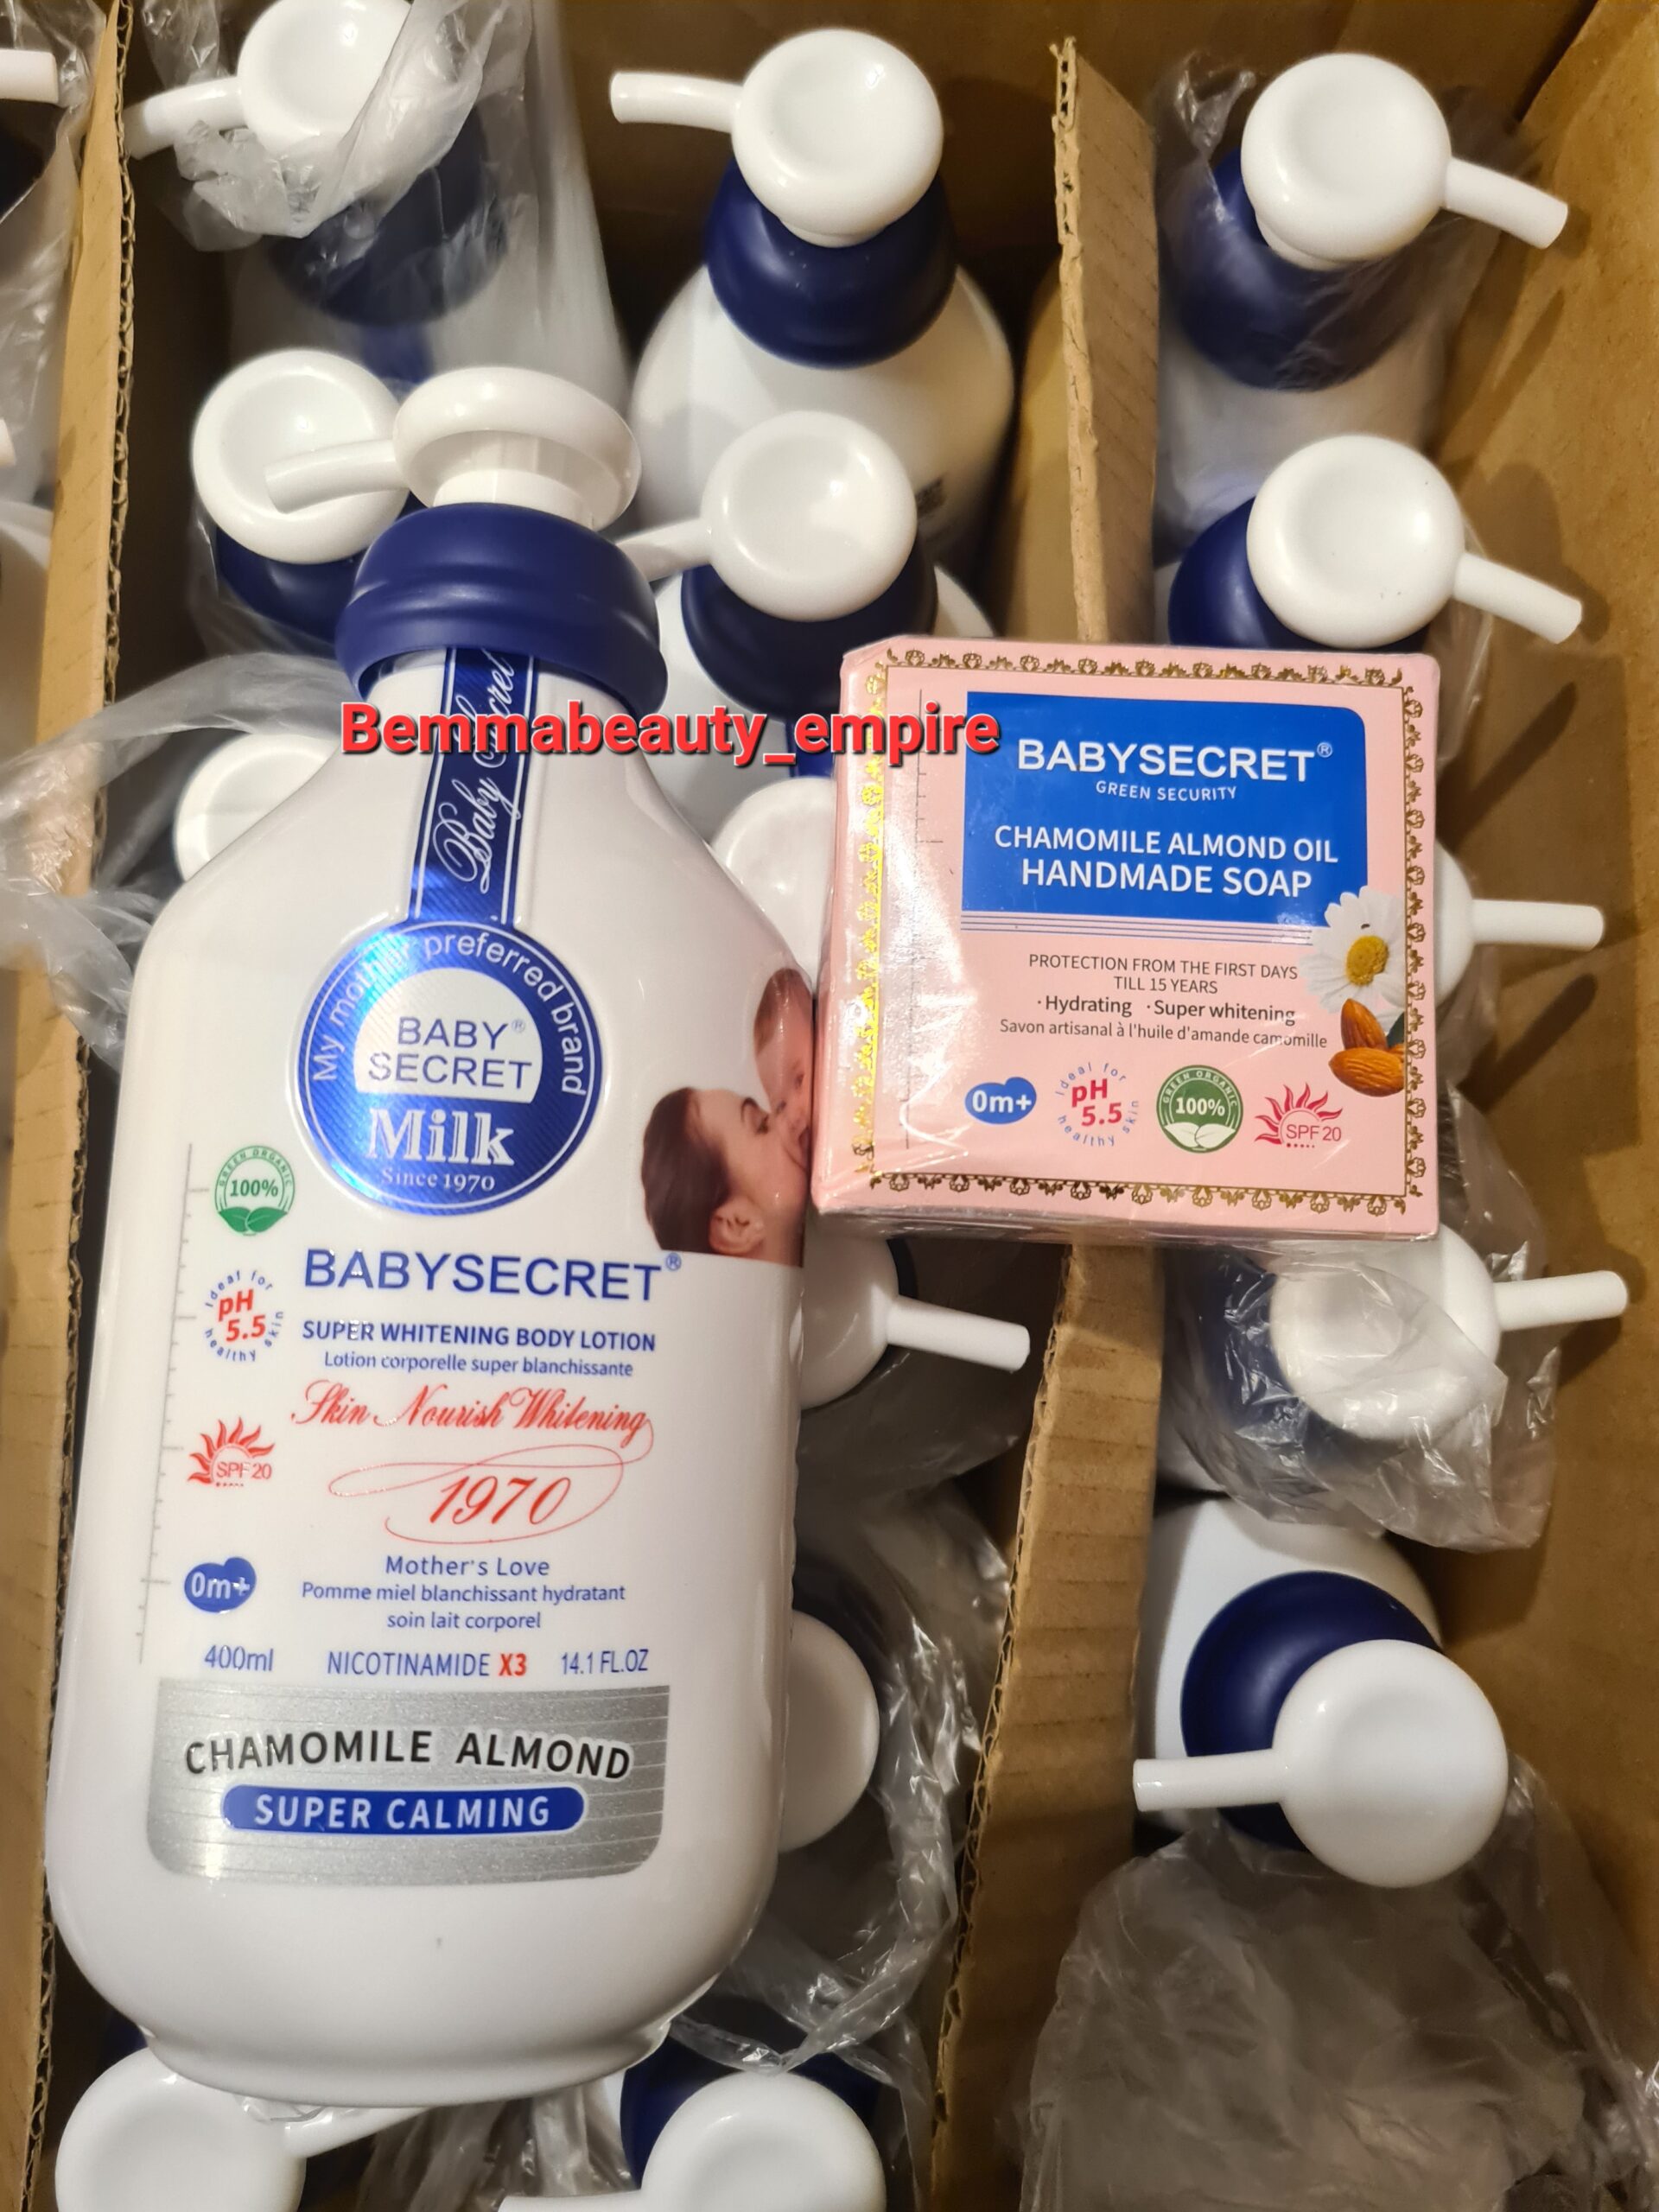 Baby Secret
Bemmabeauty_empire
My mother preferred brand
BABY®
SECRET
Milk
Since 1970
GREEN ORGANIC
100%
BABYSECRET®
Ideal for
pH
5.5
healthy skin
SUPER WHITENING BODY LOTION
Lotion corporelle super blanchissante
Skin Nourish Whitening
SPF20
1970
Mother's Love
0m+
Pomme miel blanchissant hydratant
soin lait corporel
400ml NICOTINAMIDE X3 14.1 FL.OZ
CHAMOMILE ALMOND
SUPER CALMING
BABYSECRET®
GREEN SECURITY
CHAMOMILE ALMOND OIL
HANDMADE SOAP
PROTECTION FROM THE FIRST DAYS
TILL 15 YEARS
·Hydrating ·Super whitening
Savon artisanal à l'huile d'amande camomille
0m+
Ideal for
pH
5.5
healthy skin
GREEN ORGANIC
100%
SPF20